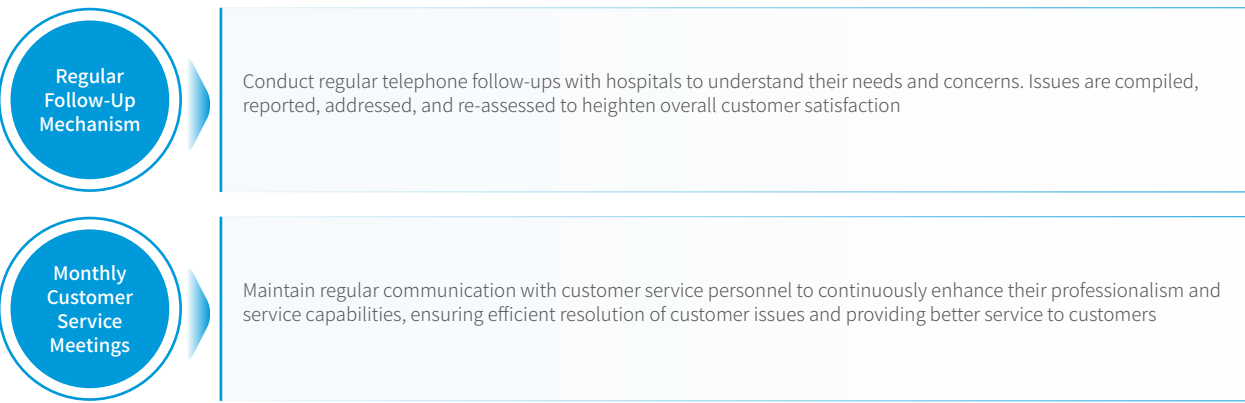 Regular
Follow-Up
Mechanism
Conduct regular telephone follow-ups with hospitals to understand their needs and concerns. Issues are compiled,
reported, addressed, and re-assessed to heighten overall customer satisfaction
Monthly
Customer
Service
Meetings
Maintain regular communication with customer service personnel to continuously enhance their professionalism and
service capabilities, ensuring efficient resolution of customer issues and providing better service to customers